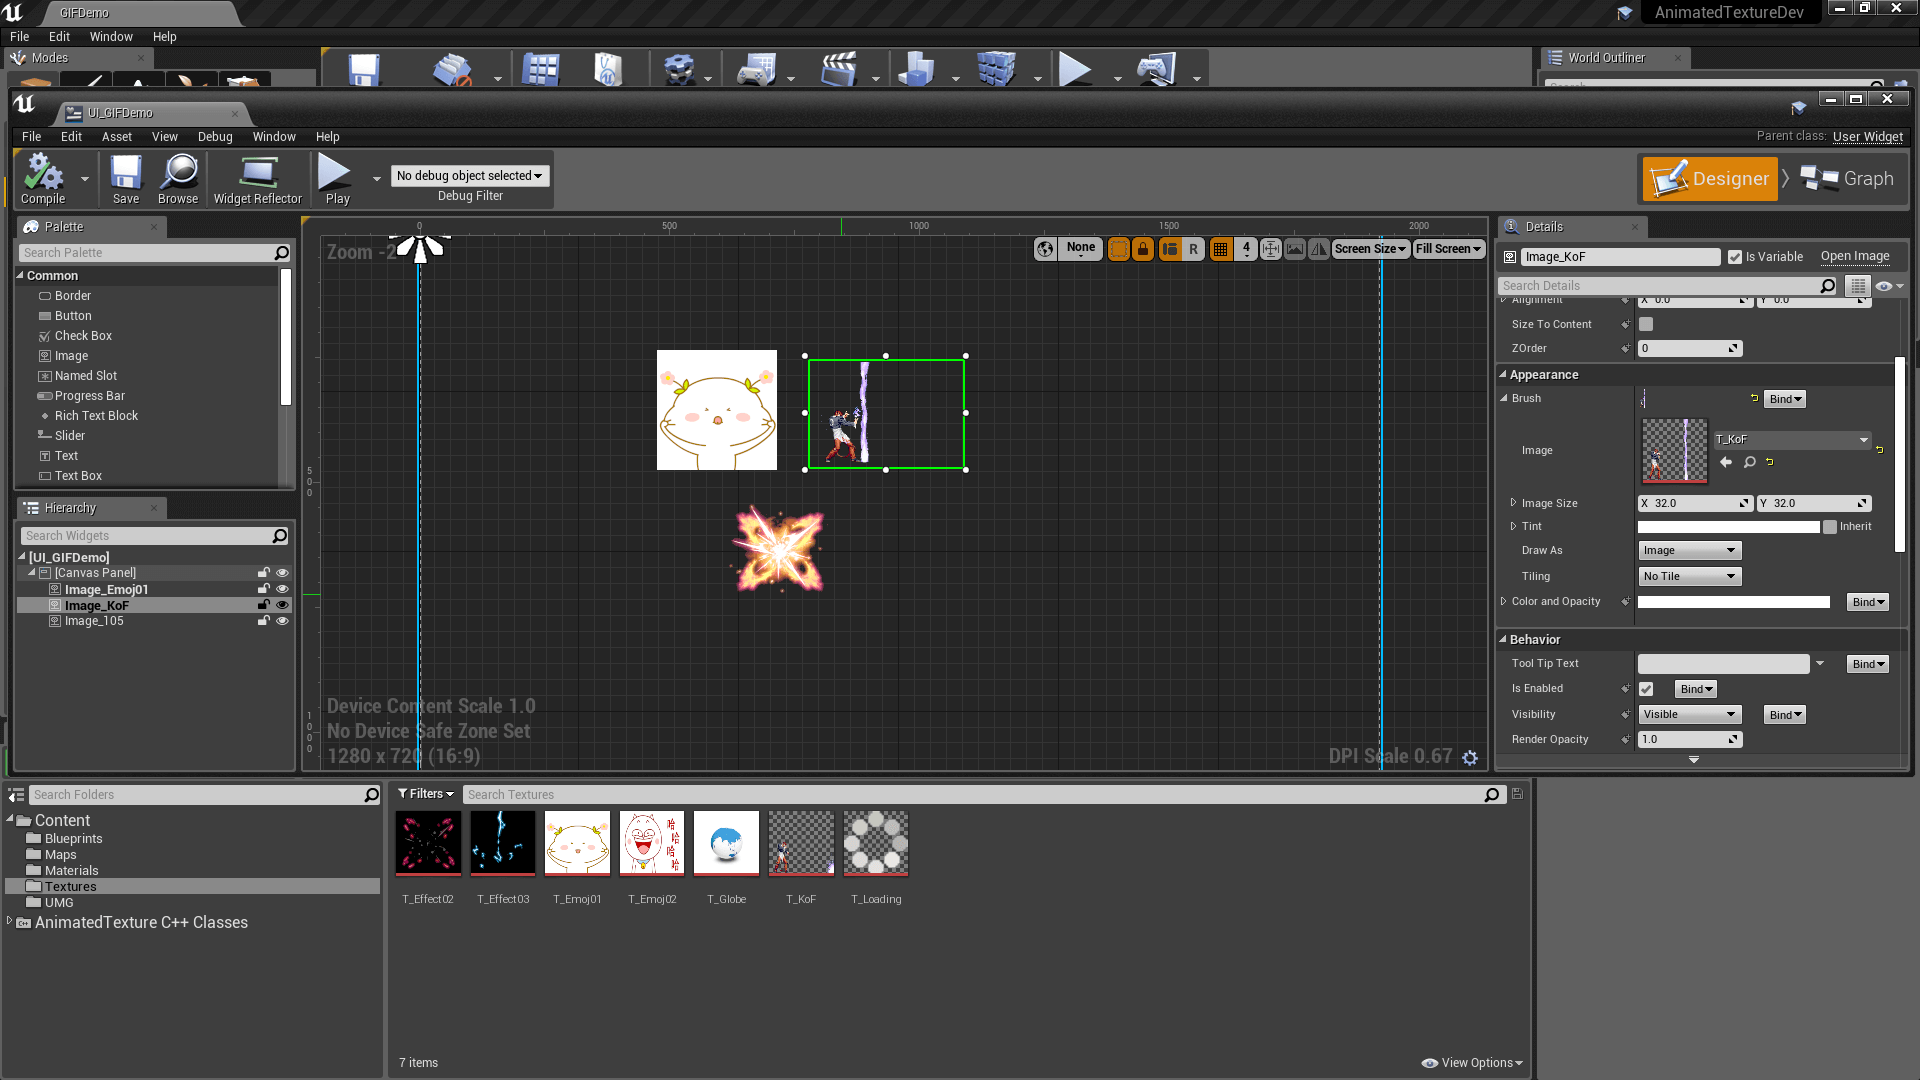 GIFDemo
AnimatedTextureDev
File Edit Window Help
Modes
World Outliner
UI_GIFDemo
File Edit Asset View Debug Window Help
Parent class: User Widget
Compile
Save
Browse
Widget Reflector
Play
No debug object selected
Debug Filter
Designer
Graph
Palette
Search Palette
Common
Border
Button
Check Box
Image
Named Slot
Progress Bar
Rich Text Block
Slider
Text
Text Box
Hierarchy
Search Widgets
[UI_GIFDemo]
[Canvas Panel]
Image_Emoj01
Image_KoF
Image_105
0 500 1000 1500 2000
Zoom -2
None R 4 Screen Size Fill Screen
500
1000
Device Content Scale 1.0
No Device Safe Zone Set
1280 x 720 (16:9)
DPI Scale 0.67
Details
Image_KoF Is Variable Open Image
Search Details
Alignment X 0.0 Y 0.0
Size To Content
ZOrder 0
Appearance
Brush Bind
Image T_KoF
Image Size X 32.0 Y 32.0
Tint Inherit
Draw As Image
Tiling No Tile
Color and Opacity Bind
Behavior
Tool Tip Text Bind
Is Enabled Bind
Visibility Visible Bind
Render Opacity 1.0
Search Folders
Content
Blueprints
Maps
Materials
Textures
UMG
AnimatedTexture C++ Classes
Filters Search Textures
哈
哈
哈
哈
T_Effect02 T_Effect03 T_Emoj01 T_Emoj02 T_Globe T_KoF T_Loading
7 items
View Options